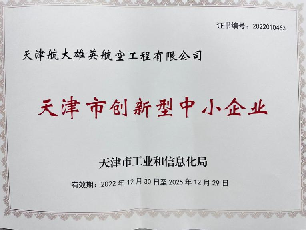 证书编号：2022010453
天津航大雄英航空工程有限公司
天津市创新型中小企业
天津市工业和信息化局
有效期：2022年12月30日至2025年12月29日